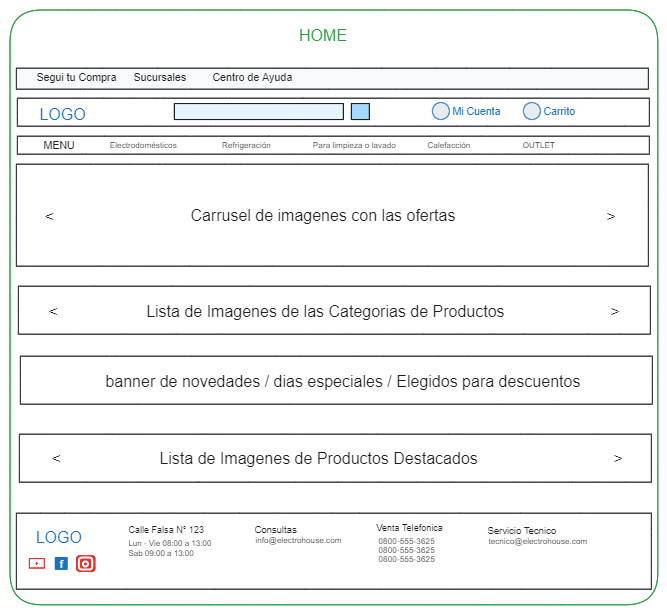 HOME
Segui tu Compra Sucursales Centro de Ayuda
LOGO Mi Cuenta Carrito
MENU Electrodomésticos Refrigeración Para limpieza o lavado Calefacción OUTLET
< Carrusel de imagenes con las ofertas >
< Lista de Imagenes de las Categorias de Productos >
banner de novedades / dias especiales / Elegidos para descuentos
< Lista de Imagenes de Productos Destacados >
LOGO
f
Calle Falsa N° 123
Lun - Vie 08:00 a 13:00
Sab 09:00 a 13:00
Consultas
info@electrohouse.com
Venta Telefonica
0800-555-3625
0800-555-3625
0800-555-3625
Servicio Tecnico
tecnico@electrohouse.com